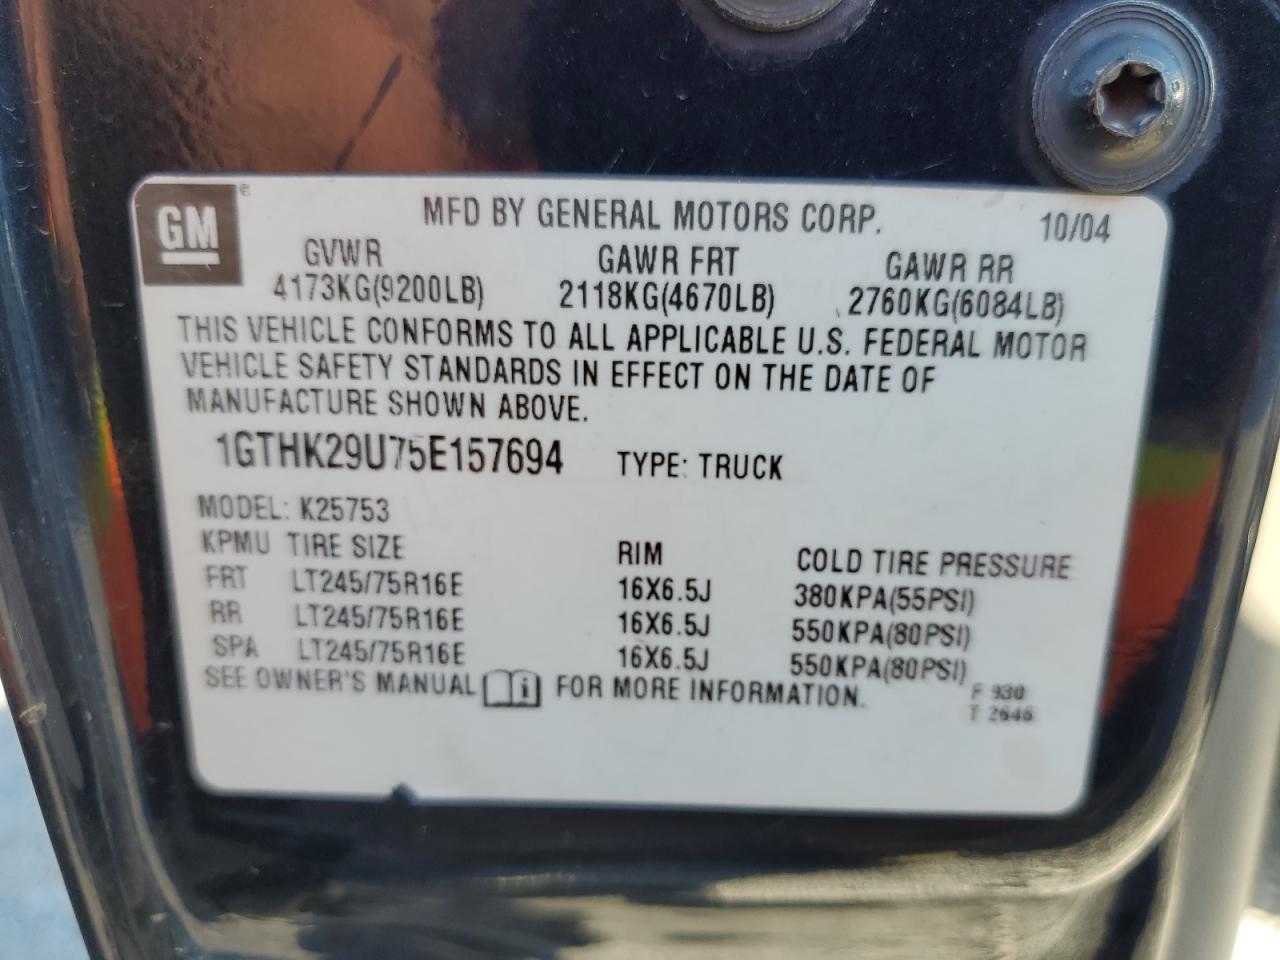 GM
MFD BY GENERAL MOTORS CORP. 10/04
GVWR GAWR FRT GAWR RR
4173KG(9200LB) 2118KG(4670LB) 2760KG(6084LB)
THIS VEHICLE CONFORMS TO ALL APPLICABLE U.S. FEDERAL MOTOR
VEHICLE SAFETY STANDARDS IN EFFECT ON THE DATE OF
MANUFACTURE SHOWN ABOVE.
1GTHK29U75E157694 TYPE: TRUCK
MODEL: K25753
KPMU TIRE SIZE RIM COLD TIRE PRESSURE
FRT LT245/75R16E 16X6.5J 380KPA(55PSI)
RR LT245/75R16E 16X6.5J 550KPA(80PSI)
SPA LT245/75R16E 16X6.5J 550KPA(80PSI)
SEE OWNER'S MANUAL i FOR MORE INFORMATION.
F 930
T 2646